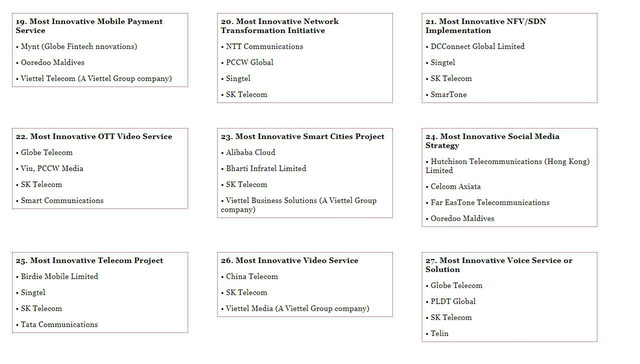 19. Most Innovative Mobile Payment
Service
• Mynt (Globe Fintech nnovations)
• Ooredoo Maldives
• Viettel Telecom (A Viettel Group company)
20. Most Innovative Network
Transformation Initiative
• NTT Communications
• PCCW Global
• Singtel
• SK Telecom
21. Most Innovative NFV/SDN
Implementation
• DCConnect Global Limited
• Singtel
• SK Telecom
• SmarTone
22. Most Innovative OTT Video Service
• Globe Telecom
• Viu, PCCW Media
• SK Telecom
• Smart Communications
23. Most Innovative Smart Cities Project
• Alibaba Cloud
• Bharti Infratel Limited
• SK Telecom
• Viettel Business Solutions (A Viettel Group
company)
24. Most Innovative Social Media
Strategy
• Hutchison Telecommunications (Hong Kong)
Limited
• Celcom Axiata
• Far EasTone Telecommunications
• Ooredoo Maldives
25. Most Innovative Telecom Project
• Birdie Mobile Limited
• Singtel
• SK Telecom
• Tata Communications
26. Most Innovative Video Service
• China Telecom
• SK Telecom
• Viettel Media (A Viettel Group company)
27. Most Innovative Voice Service or
Solution
• Globe Telecom
• PLDT Global
• SK Telecom
• Telin